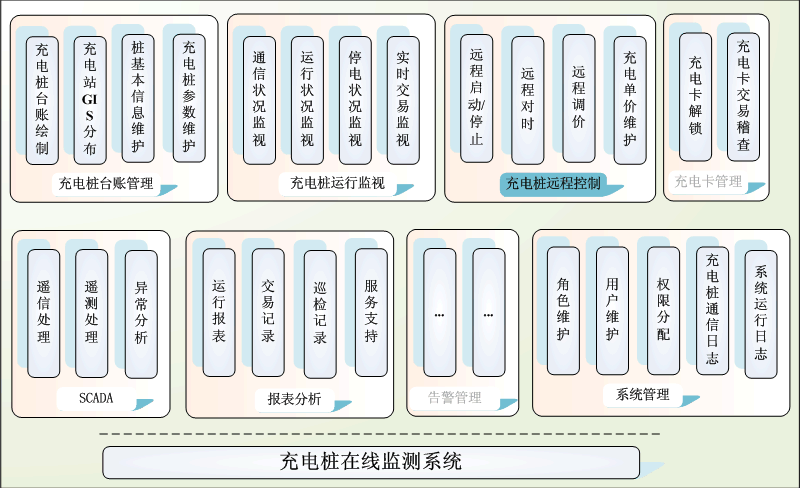 充电桩台账绘制
充电站GIS分布
桩基本信息维护
充电桩参数维护
充电桩台账管理
通信状况监视
运行状况监视
停电状况监视
实时交易监视
充电桩运行监视
远程启动/停止
远程对时
远程调价
充电单价维护
充电桩远程控制
充电卡解锁
充电卡交易稽查
充电卡管理
遥信处理
遥测处理
异常分析
SCADA
运行报表
交易记录
巡检记录
服务支持
报表分析
...
...
告警管理
角色维护
用户维护
权限分配
充电桩通信日志
系统运行日志
系统管理
充电桩在线监测系统